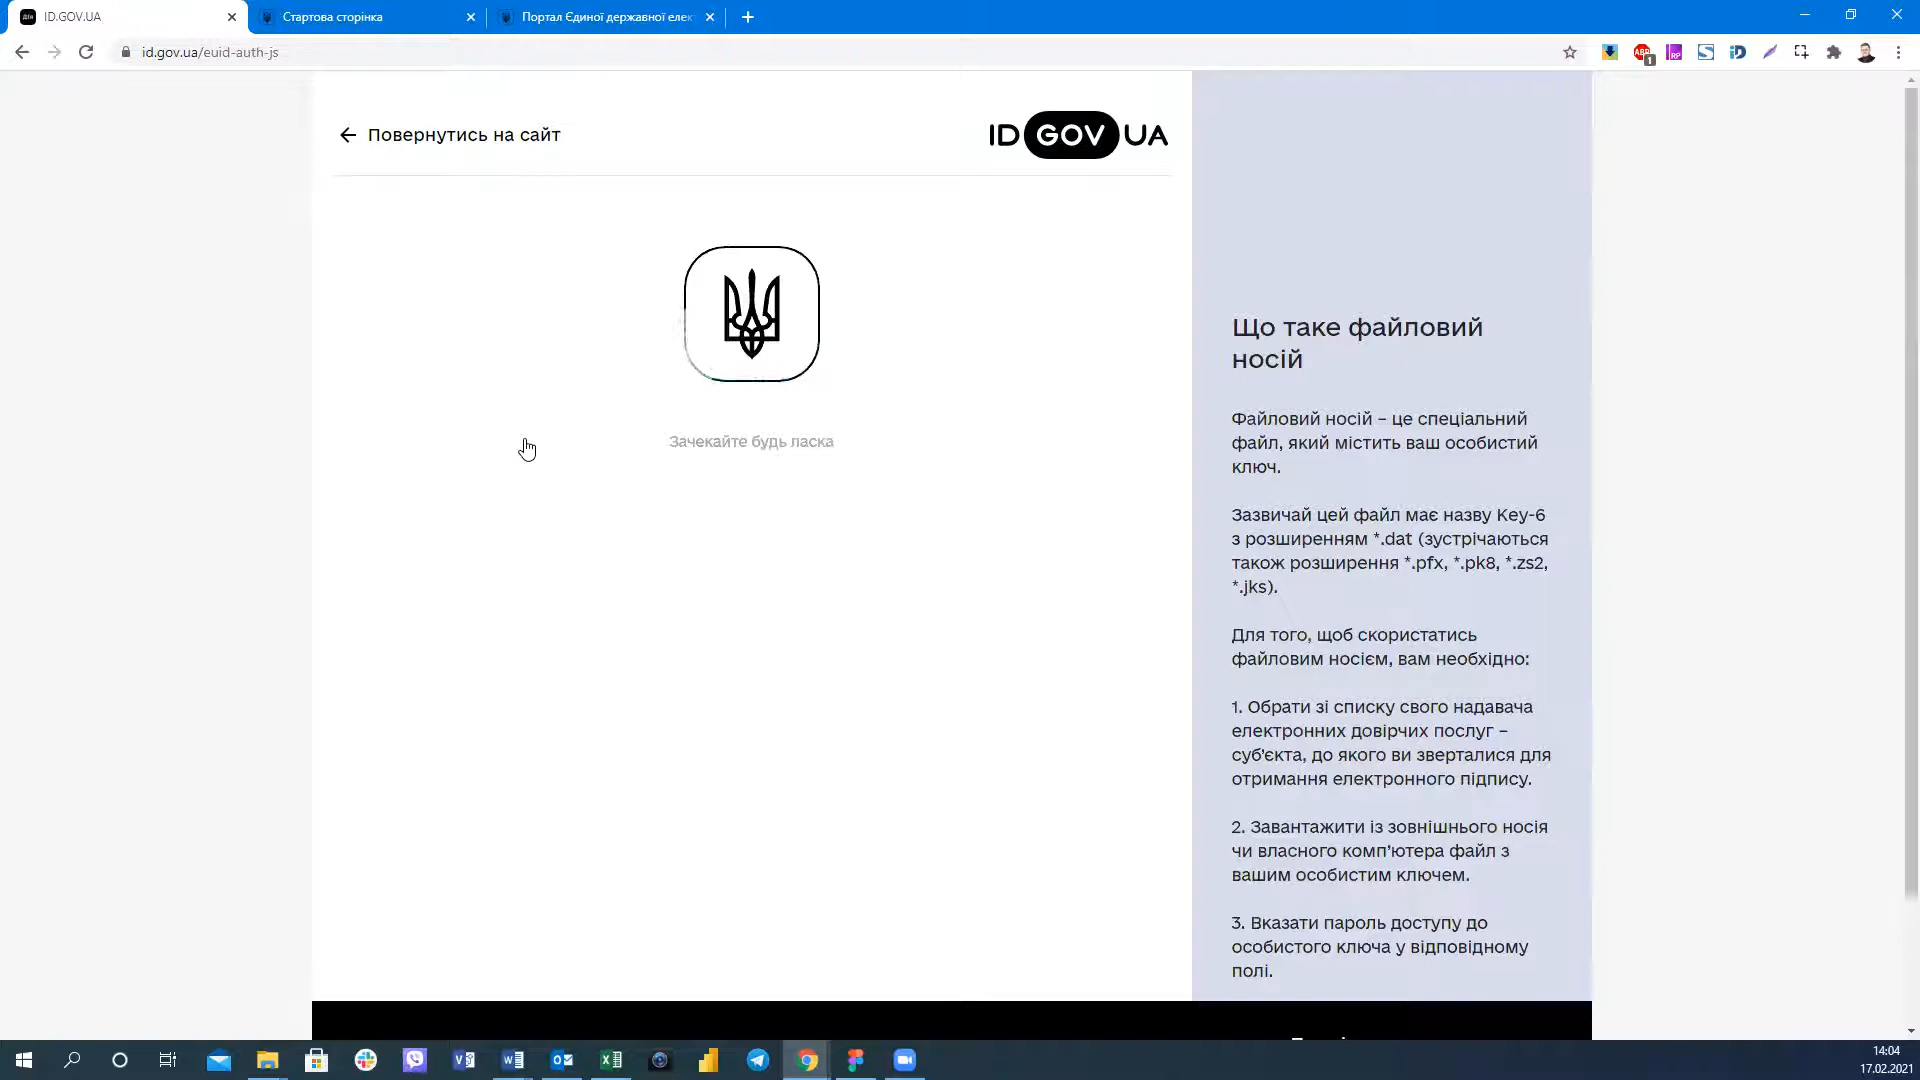 ID.GOV.UA
Стартова сторінка
Портал Єдиної державної елек
id.gov.ua/euid-auth-js
ABP
1
RP
Повернутись на сайт
ID GOV UA
Зачекайте будь ласка
Що таке файловий
носій
Файловий носій – це спеціальний
файл, який містить ваш особистий
ключ.
Зазвичай цей файл має назву Key-6
з розширенням *.dat (зустрічаються
також розширення *.pfx, *.pk8, *.zs2,
*.jks).
Для того, щоб скористатись
файловим носієм, вам необхідно:
1. Обрати зі списку свого надавача
електронних довірчих послуг –
суб'єкта, до якого ви зверталися для
отримання електронного підпису.
2. Завантажити із зовнішнього носія
чи власного комп'ютера файл з
вашим особистим ключем.
3. Вказати пароль доступу до
особистого ключа у відповідному
полі.
14:04
17.02.2021